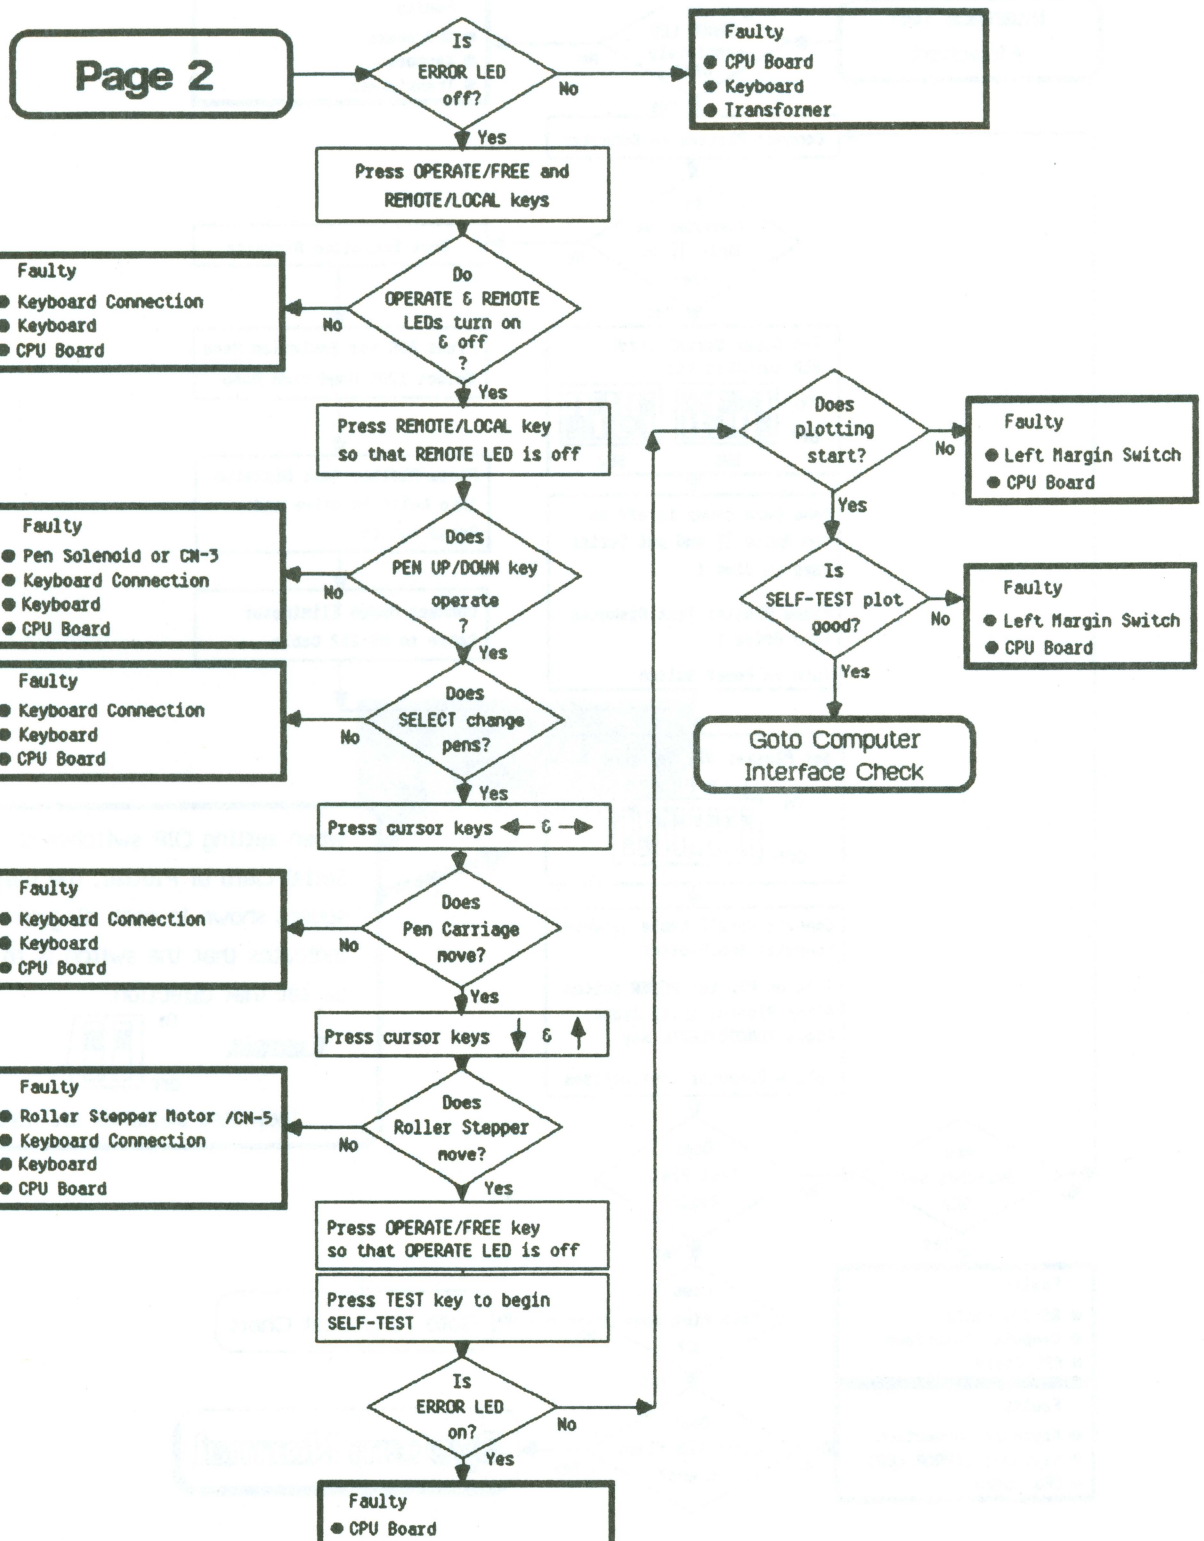 Page 2
Is
ERROR LED
off?
No
Yes
Faulty
● CPU Board
● Keyboard
● Transformer
Press OPERATE/FREE and
REMOTE/LOCAL keys
Do
OPERATE & REMOTE
LEDs turn on
& off
?
No
Yes
Faulty
● Keyboard Connection
● Keyboard
● CPU Board
Press REMOTE/LOCAL key
so that REMOTE LED is off
Does
PEN UP/DOWN key
operate
?
No
Yes
Faulty
● Pen Solenoid or CN-3
● Keyboard Connection
● Keyboard
● CPU Board
Does
SELECT change
pens?
No
Yes
Faulty
● Keyboard Connection
● Keyboard
● CPU Board
Press cursor keys ← & →
Does
Pen Carriage
move?
No
Yes
Faulty
● Keyboard Connection
● Keyboard
● CPU Board
Press cursor keys ↓ & ↑
Does
Roller Stepper
move?
No
Yes
Faulty
● Roller Stepper Motor /CN-5
● Keyboard Connection
● Keyboard
● CPU Board
Press OPERATE/FREE key
so that OPERATE LED is off
Press TEST key to begin
SELF-TEST
Is
ERROR LED
on?
No
Yes
Faulty
● CPU Board
Does
plotting
start?
No
Yes
Faulty
● Left Margin Switch
● CPU Board
Is
SELF-TEST plot
good?
No
Yes
Faulty
● Left Margin Switch
● CPU Board
Goto Computer
Interface Check